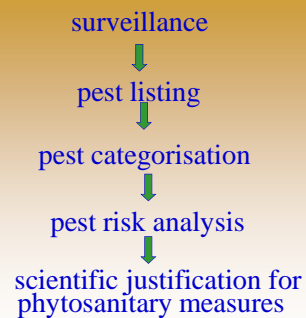 surveillance
pest listing
pest categorisation
pest risk analysis
scientific justification for
phytosanitary measures